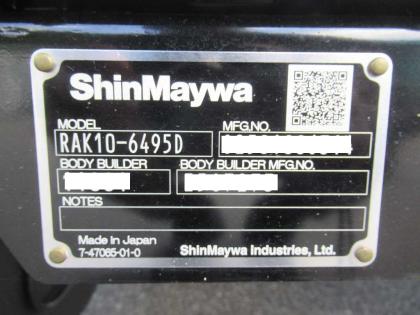 ShinMaywa
MODEL
MFG.NO.
RAK10-6495D
BODY BUILDER
BODY BUILDER MFG.NO.
NOTES
Made in Japan
7-47065-01-0
ShinMaywa Industries, Ltd.